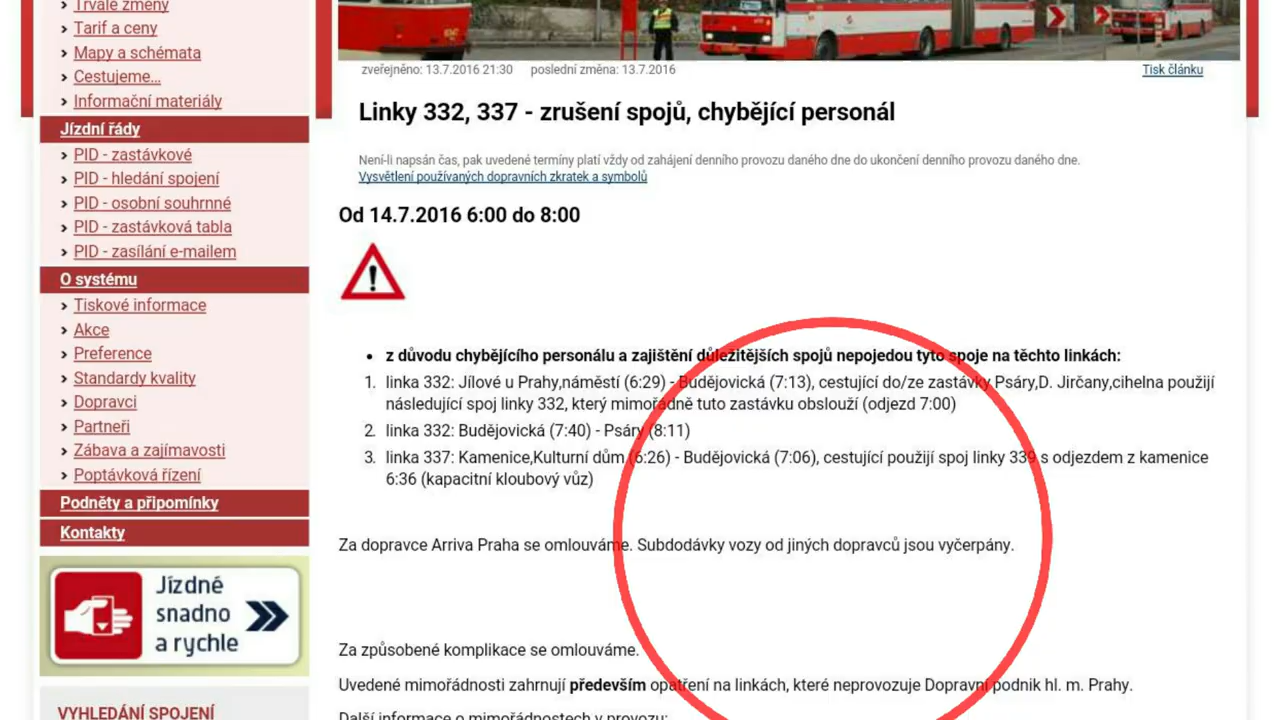 Trvalé změny
Tarif a ceny
Mapy a schémata
Cestujeme...
Informační materiály
Jízdní řády
PID - zastávkové
PID - hledání spojení
PID - osobní souhrnné
PID - zastávková tabla
PID - zasílání e-mailem
O systému
Tiskové informace
Akce
Preference
Standardy kvality
Dopravci
Partneři
Zábava a zajímavosti
Poptávková řízení
Podněty a připomínky
Kontakty
Jízdné
snadno
a rychle
VYHLEDÁNÍ SPOJENÍ
zveřejněno: 13.7.2016 21:30 poslední změna: 13.7.2016
Tisk článku
Linky 332, 337 - zrušení spojů, chybějící personál
Není-li napsán čas, pak uvedené termíny platí vždy od zahájení denního provozu daného dne do ukončení denního provozu daného dne.
Vysvětlení používaných dopravních zkratek a symbolů
Od 14.7.2016 6:00 do 8:00
• z důvodu chybějícího personálu a zajištění důležitějších spojů nepojedou tyto spoje na těchto linkách:
1. linka 332: Jílové u Prahy,náměstí (6:29) - Budějovická (7:13), cestující do/ze zastávky Psáry,D. Jirčany,cihelna použijí
následující spoj linky 332, který mimořádně tuto zastávku obslouží (odjezd 7:00)
2. linka 332: Budějovická (7:40) - Psáry (8:11)
3. linka 337: Kamenice,Kulturní dům (6:26) - Budějovická (7:06), cestující použijí spoj linky 339 s odjezdem z kamenice
6:36 (kapacitní kloubový vůz)
Za dopravce Arriva Praha se omlouváme. Subdodávky vozy od jiných dopravců jsou vyčerpány.
Za způsobené komplikace se omlouváme.
Uvedené mimořádnosti zahrnují především opatření na linkách, které neprovozuje Dopravní podnik hl. m. Prahy.
Další informace o mimořádnostech v provozu: